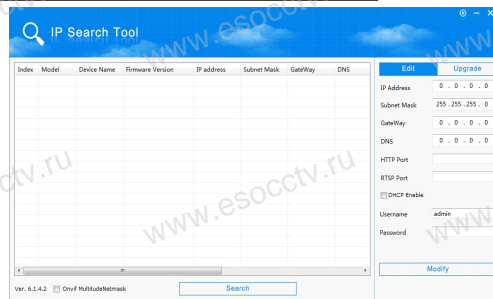 IP Search Tool
Index Model Device Name Firmware Version IP address Subnet Mask GateWay DNS
Edit Upgrade
IP Address 0 . 0 . 0 . 0
Subnet Mask 255 . 255 . 255 . 0
GateWay 0 . 0 . 0 . 0
DNS 0 . 0 . 0 . 0
HTTP Port
RTSP Port
DHCP Enable
Username admin
Password
Modify
Ver. 6.1.4.2 Onvif MultitudeNetmask Search
www.esocctv.ru
www.esocctv.ru